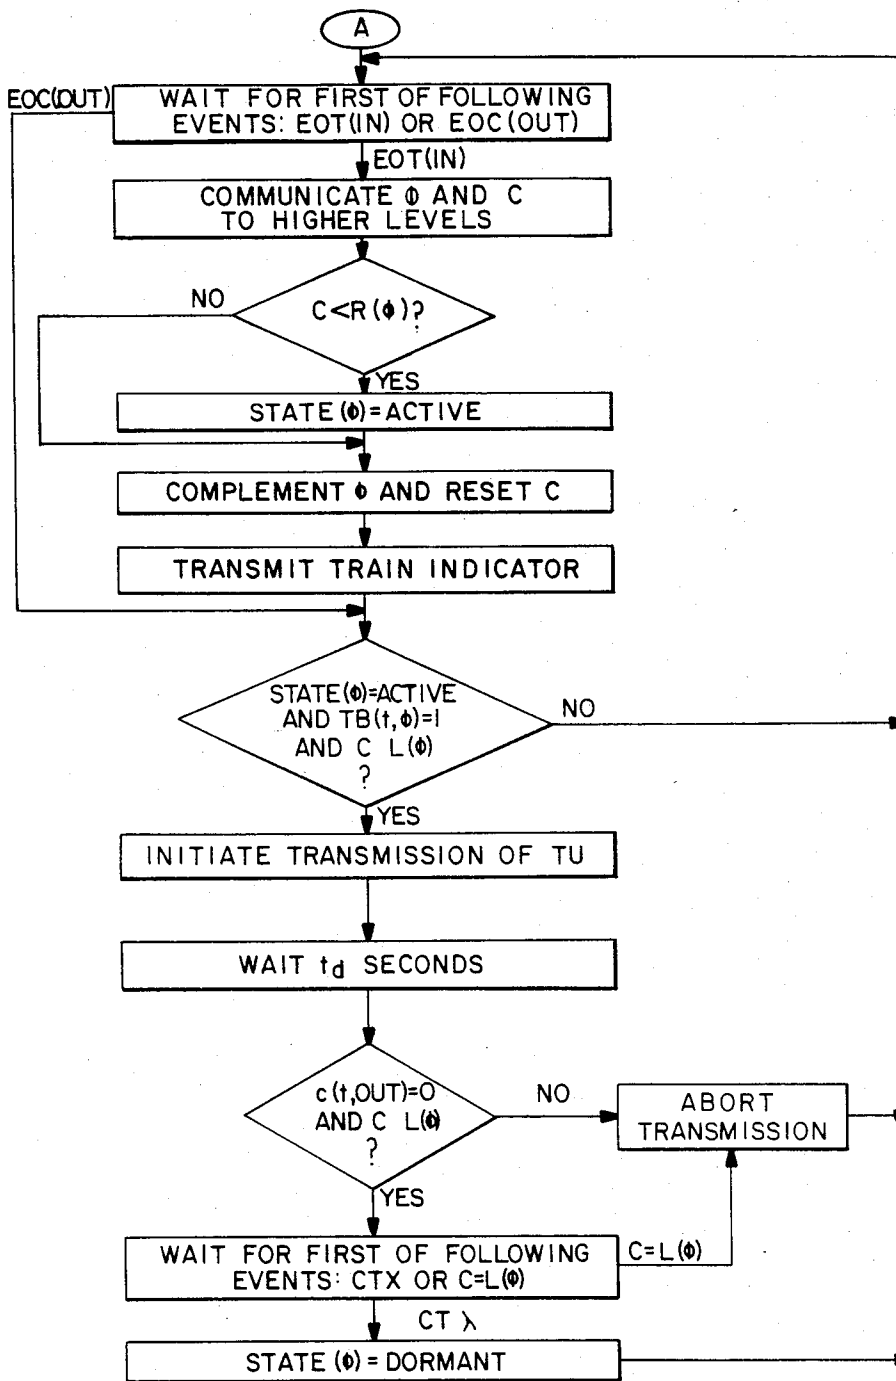 A
EOC(OUT)
WAIT FOR FIRST OF FOLLOWING
EVENTS: EOT(IN) OR EOC(OUT)
EOT(IN)
COMMUNICATE Φ AND C
TO HIGHER LEVELS
NO
C<R(Φ)?
YES
STATE(Φ)=ACTIVE
COMPLEMENT Φ AND RESET C
TRANSMIT TRAIN INDICATOR
STATE(Φ)=ACTIVE
AND TB(t,Φ)=1
AND C L(Φ)
?
NO
YES
INITIATE TRANSMISSION OF TU
WAIT td SECONDS
c(t,OUT)=0
AND C L(Φ)
?
NO
ABORT
TRANSMISSION
YES
WAIT FOR FIRST OF FOLLOWING
EVENTS: CTX OR C=L(Φ)
C=L(Φ)
CT λ
STATE(Φ)=DORMANT